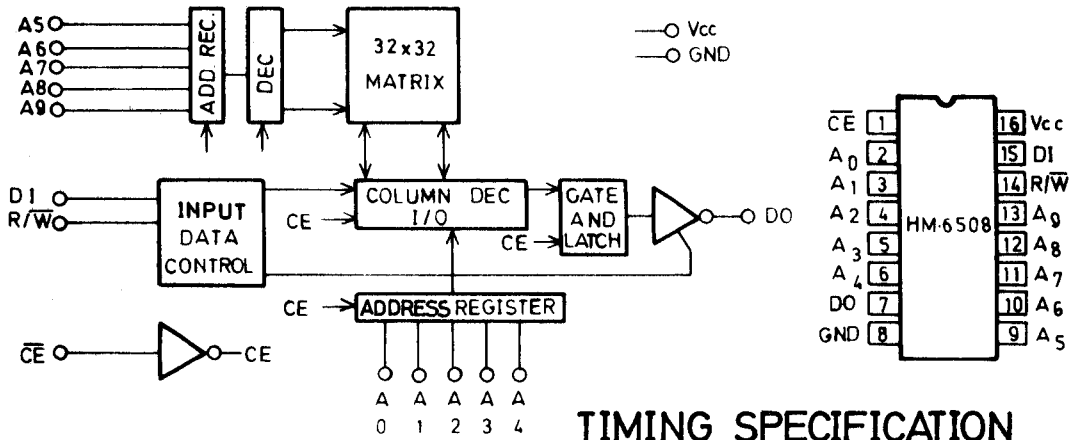 A5
A6
A7
A8
A9
ADD. REC.
DEC
32x32
MATRIX
Vcc
GND
DI
R/W̅
INPUT
DATA
CONTROL
COLUMN DEC
I/O
CE
GATE
AND
LATCH
CE
DO
CE
ADDRESS REGISTER
C̅E̅
CE
A A A A A
0 1 2 3 4
C̅E̅ 1
A0 2
A1 3
A2 4
A3 5
A4 6
DO 7
GND 8
HM-6508
16 Vcc
15 DI
14 R/W̅
13 A9
12 A8
11 A7
10 A6
9 A5
TIMING SPECIFICATION